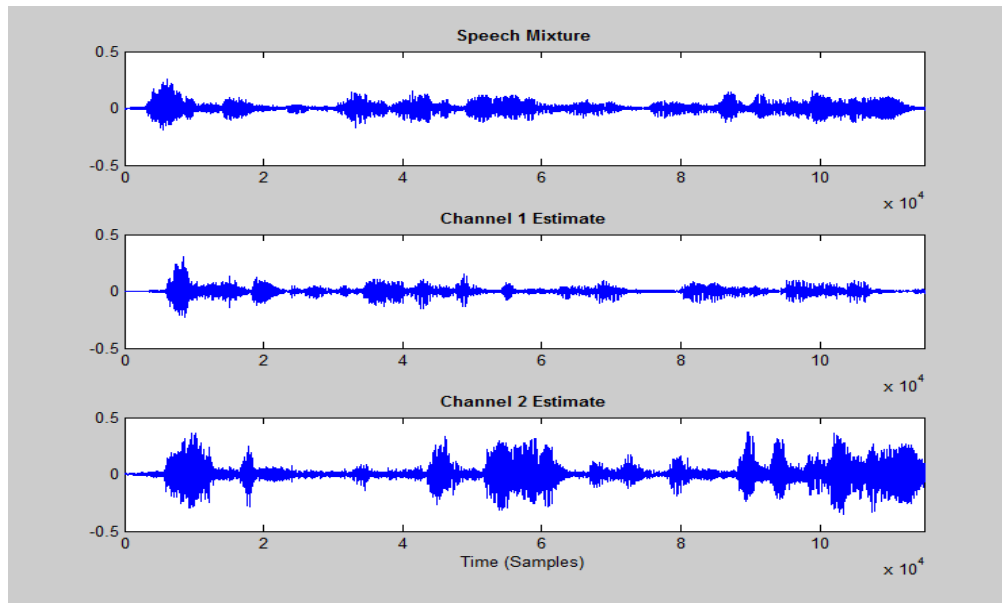 Speech Mixture
0.5
0
-0.5
0 2 4 6 8 10
x 10^4
Channel 1 Estimate
0.5
0
-0.5
0 2 4 6 8 10
x 10^4
Channel 2 Estimate
0.5
0
-0.5
0 2 4 6 8 10
Time (Samples)
x 10^4